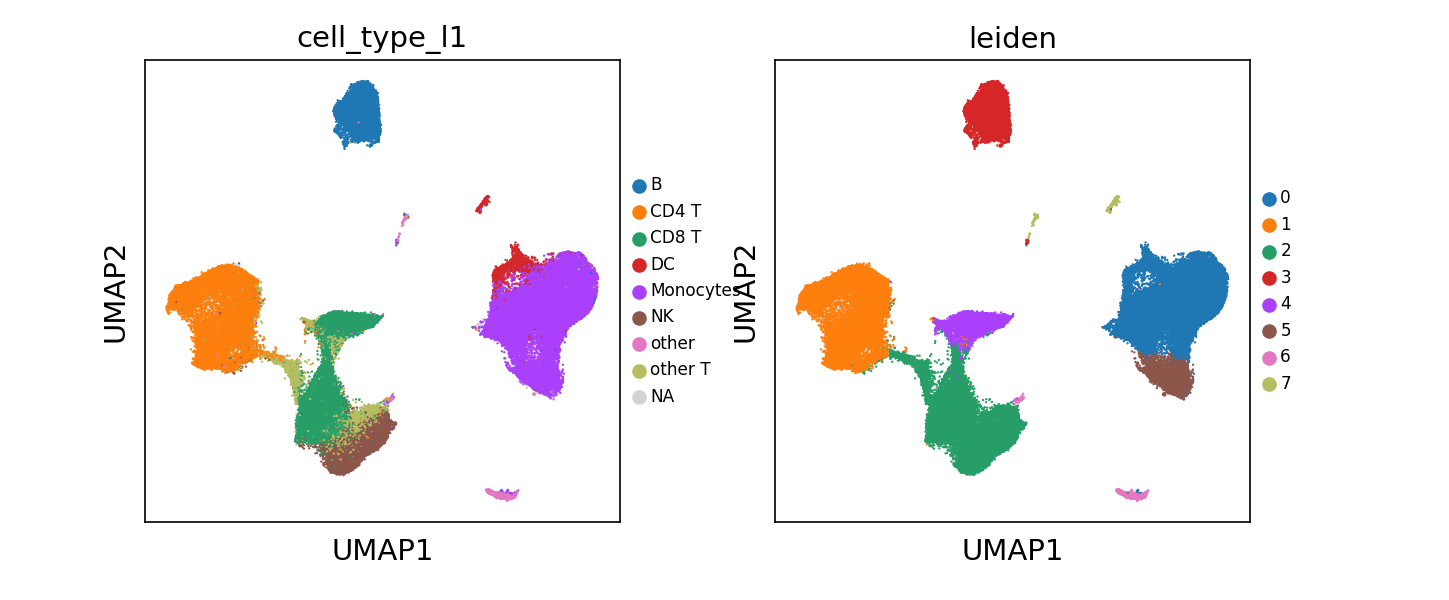 cell_type_l1
UMAP2
UMAP1
B
CD4 T
CD8 T
DC
Monocytes
NK
other
other T
NA
leiden
UMAP2
UMAP1
0
1
2
3
4
5
6
7